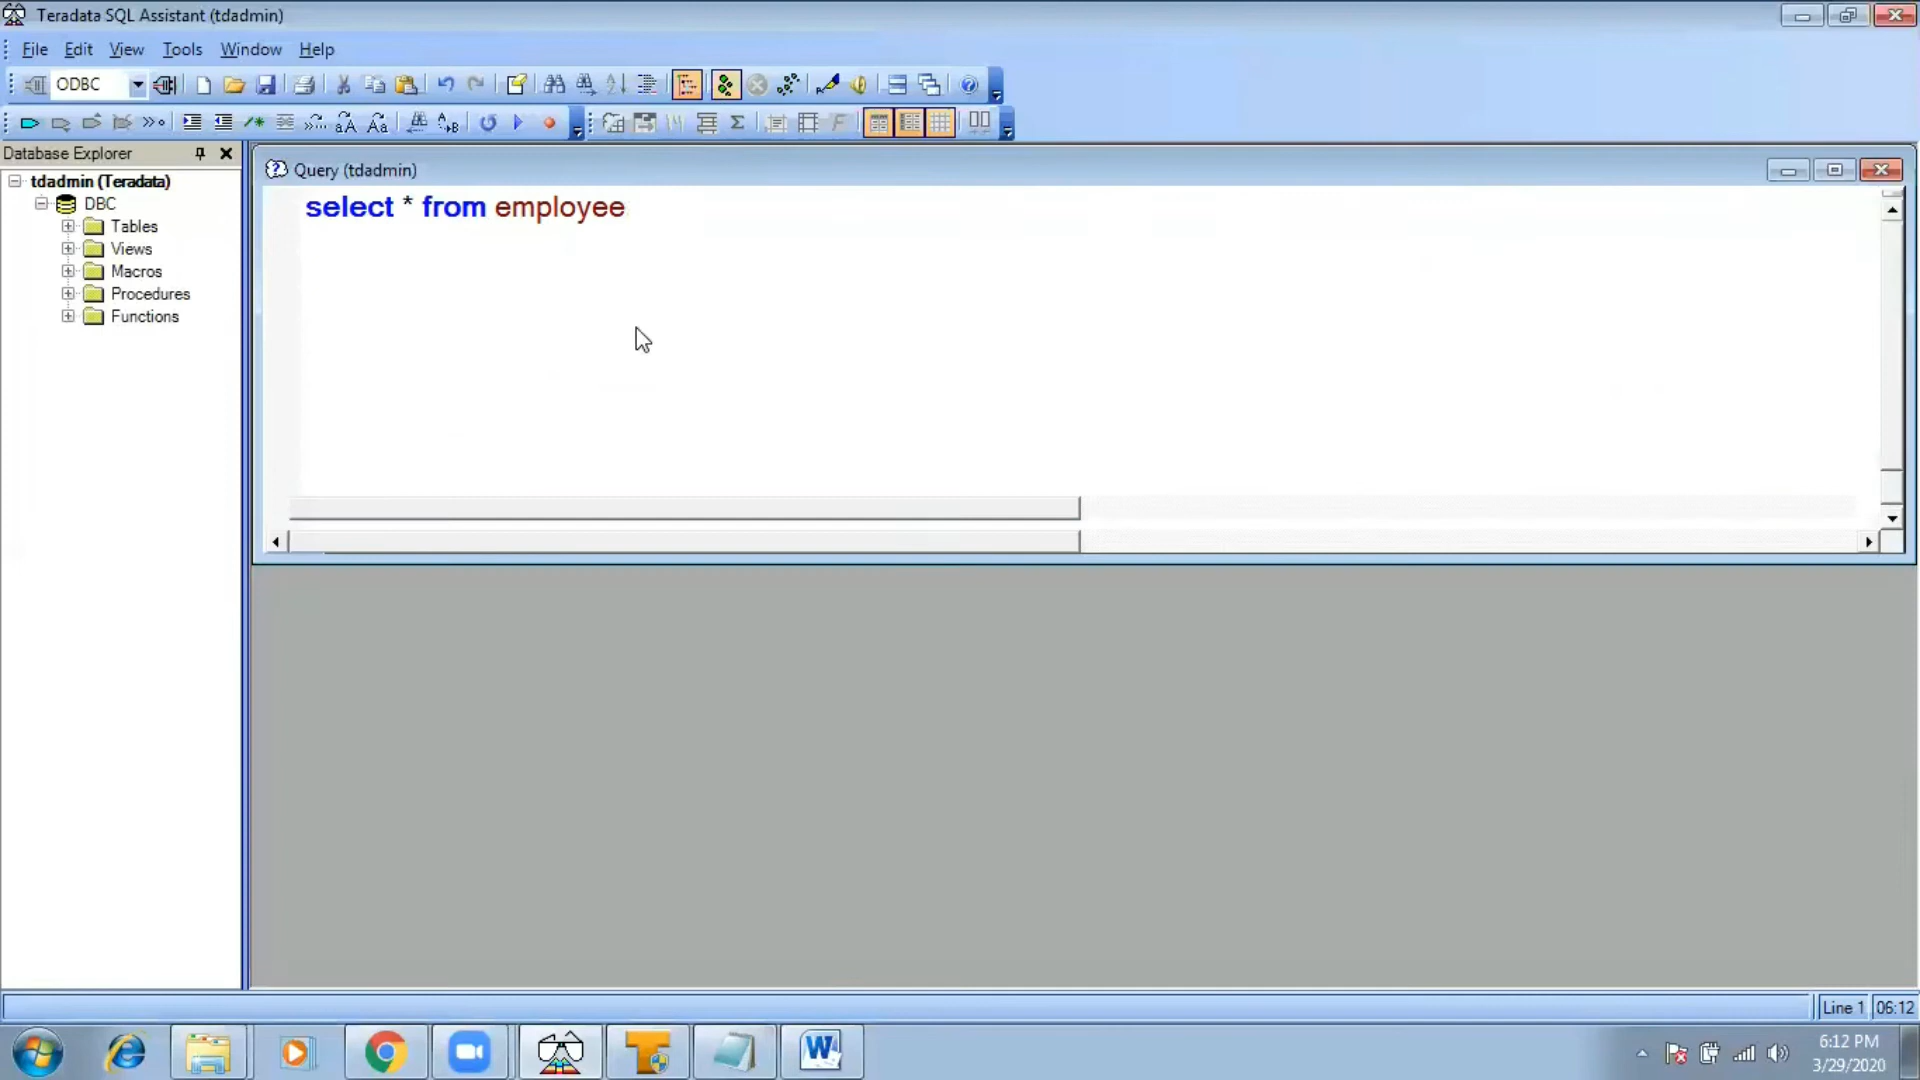 Teradata SQL Assistant (tdadmin)
File Edit View Tools Window Help
ODBC
Database Explorer
tdadmin (Teradata)
DBC
Tables
Views
Macros
Procedures
Functions
Query (tdadmin)
select * from employee
Line 1 06:12
6:12 PM
3/29/2020